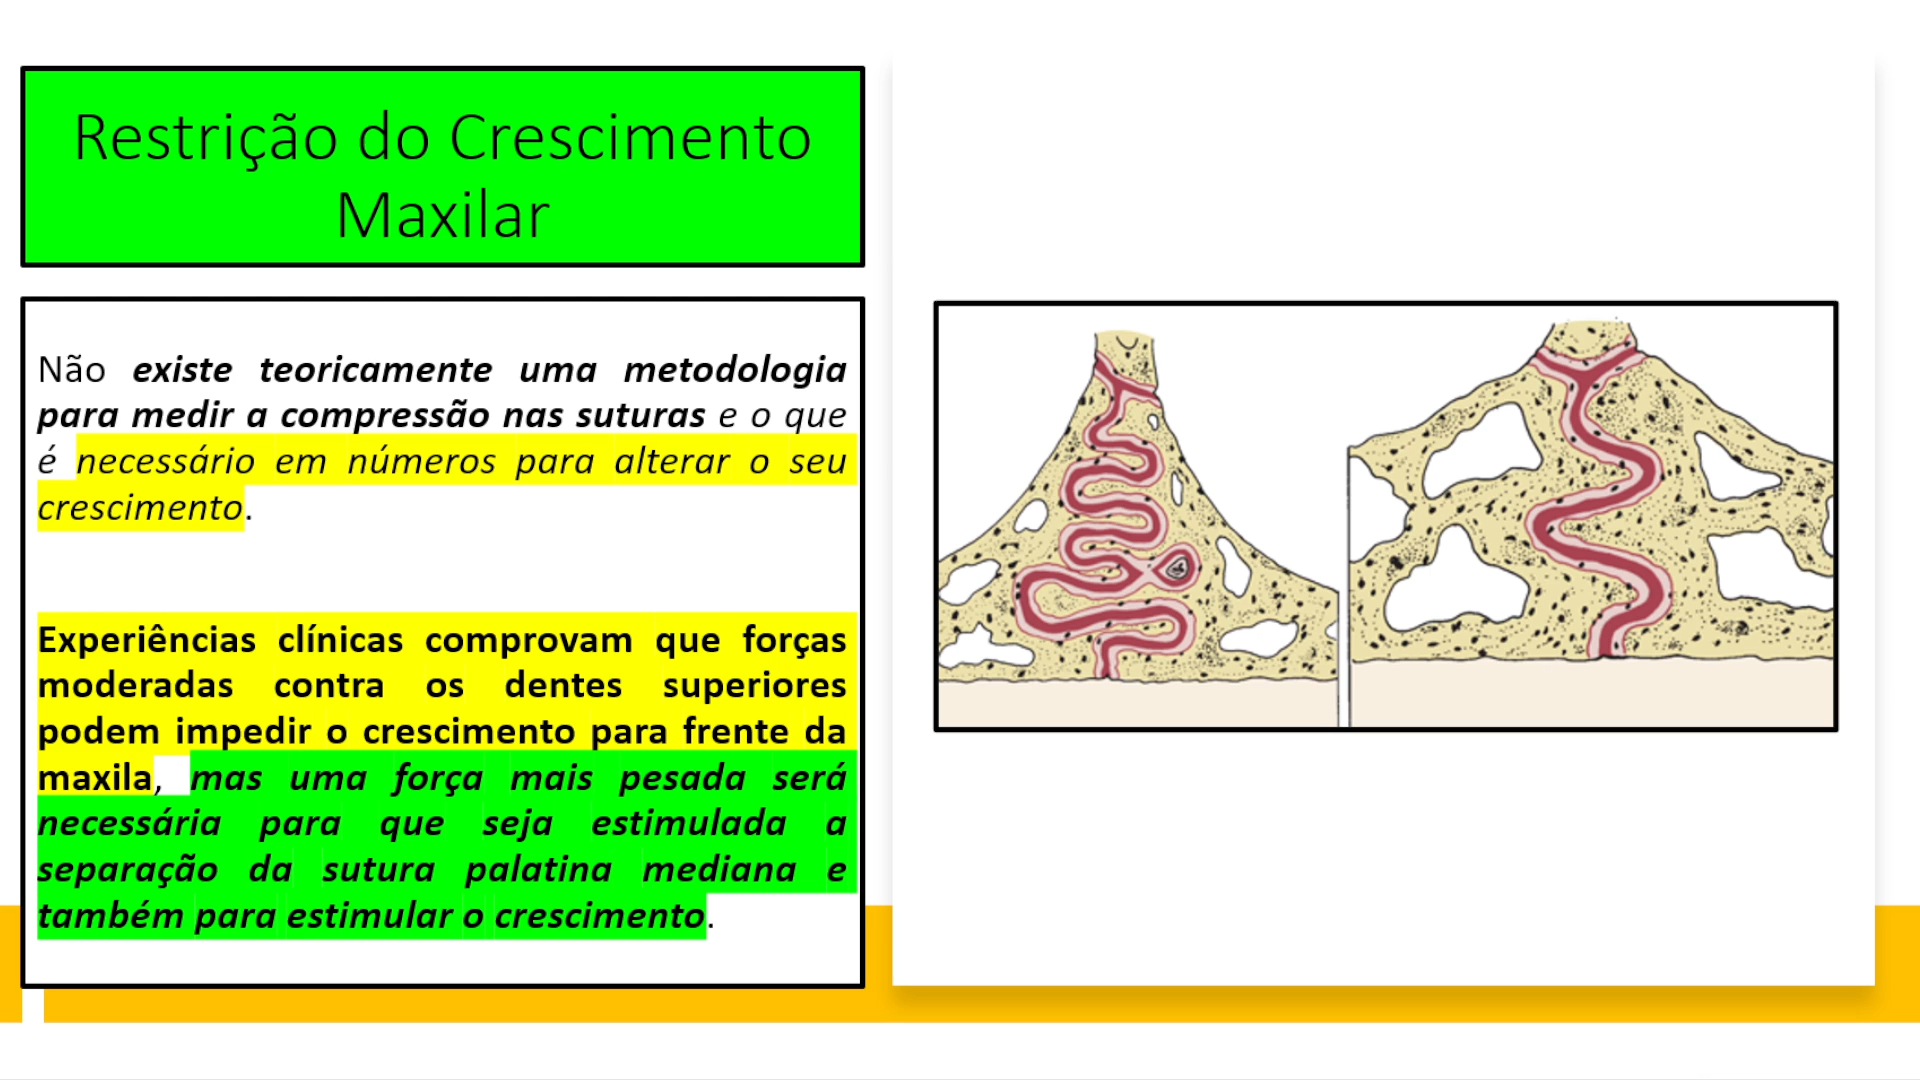 Restrição do Crescimento
Maxilar
Não existe teoricamente uma metodologia
para medir a compressão nas suturas e o que
é necessário em números para alterar o seu
crescimento.
Experiências clínicas comprovam que forças
moderadas contra os dentes superiores
podem impedir o crescimento para frente da
maxila, mas uma força mais pesada será
necessária para que seja estimulada a
separação da sutura palatina mediana e
também para estimular o crescimento.